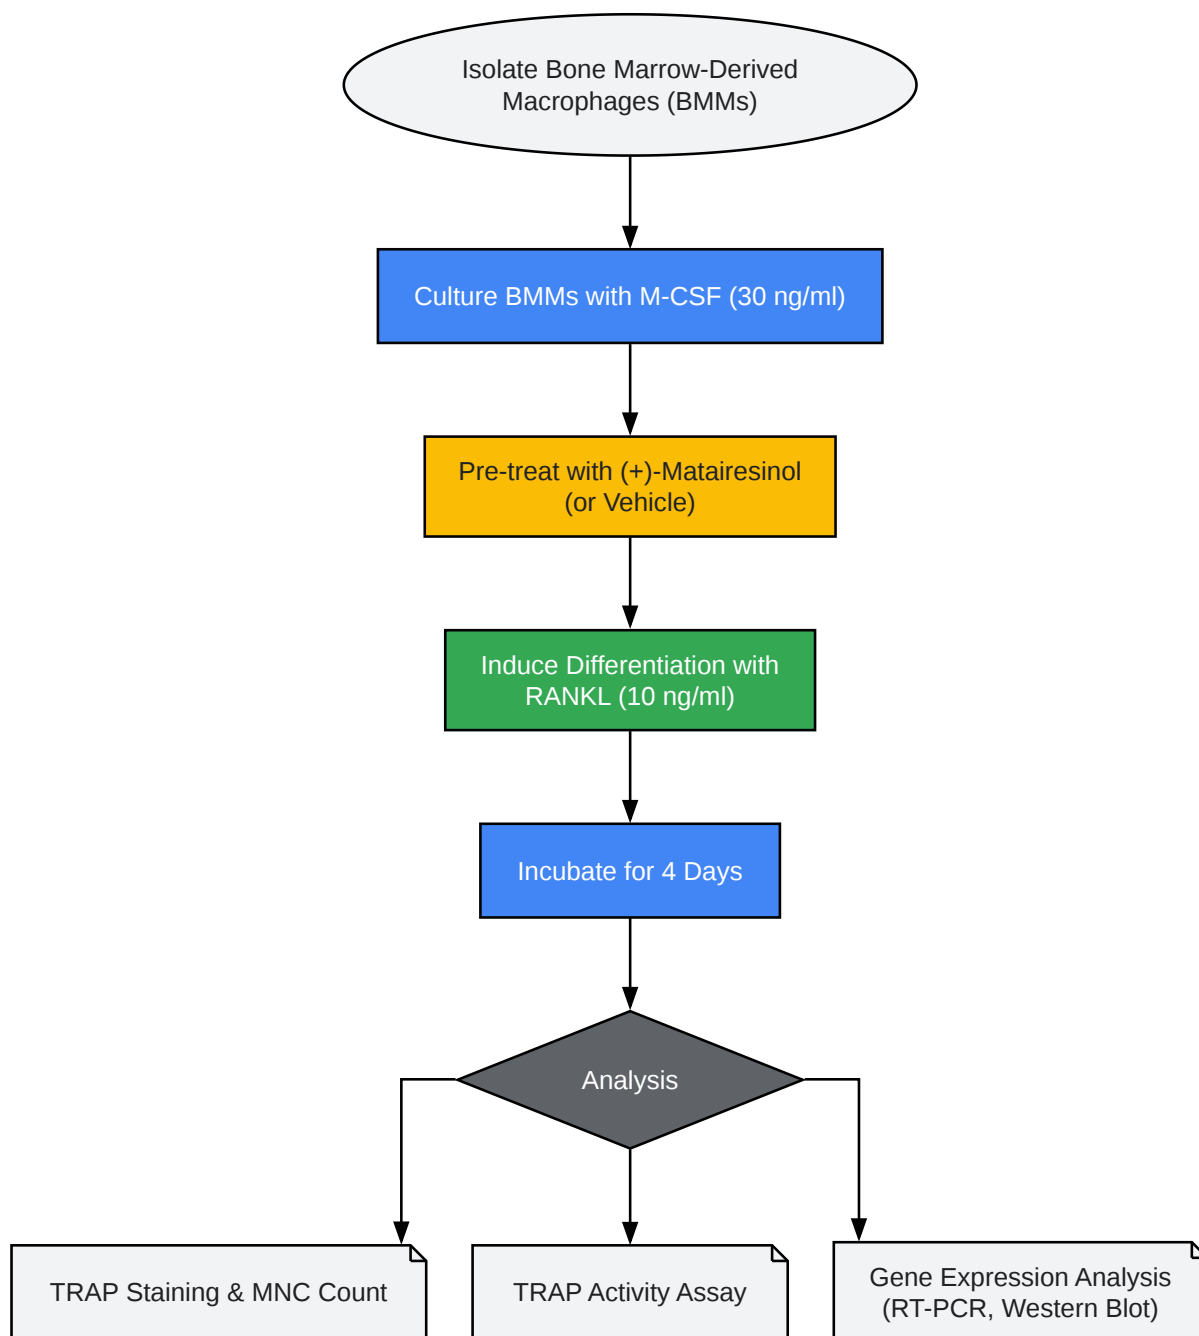 Isolate Bone Marrow-Derived
Macrophages (BMMs)
Culture BMMs with M-CSF (30 ng/ml)
Pre-treat with (+)-Matairesinol
(or Vehicle)
Induce Differentiation with
RANKL (10 ng/ml)
Incubate for 4 Days
Analysis
TRAP Staining & MNC Count
TRAP Activity Assay
Gene Expression Analysis
(RT-PCR, Western Blot)